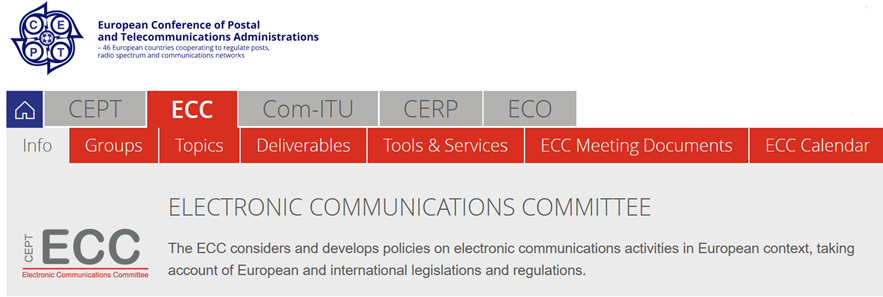 C E P T
European Conference of Postal
and Telecommunications Administrations
– 46 European countries cooperating to regulate posts,
radio spectrum and communications networks
CEPT
ECC
Com-ITU
CERP
ECO
Info
Groups
Topics
Deliverables
Tools & Services
ECC Meeting Documents
ECC Calendar
ELECTRONIC COMMUNICATIONS COMMITTEE
CEPT
ECC
Electronic Communications Committee
The ECC considers and develops policies on electronic communications activities in European context, taking
account of European and international legislations and regulations.